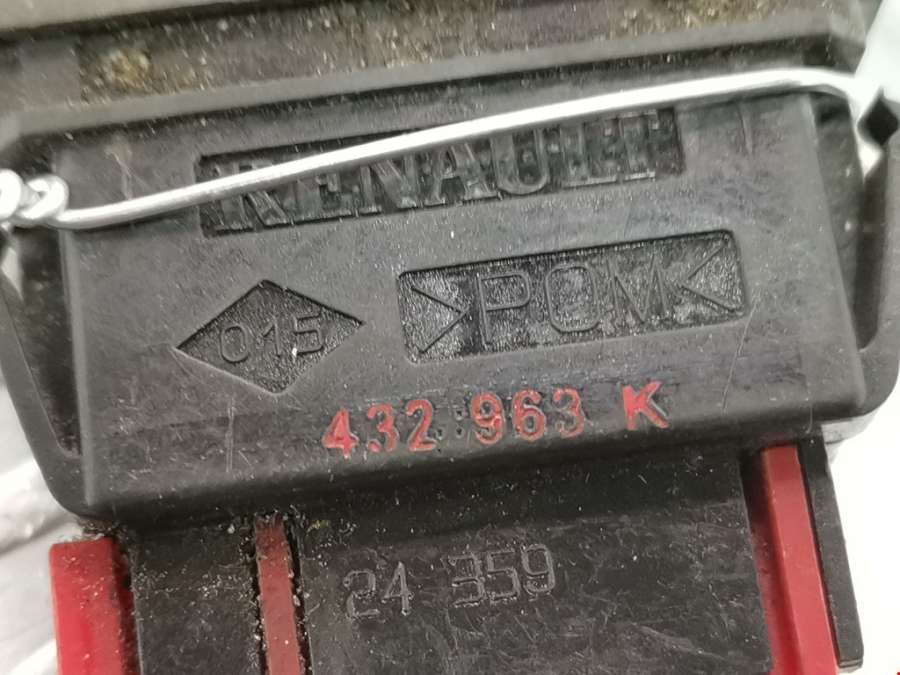 RENAULT
015 >POM<
432 963 K
24 359